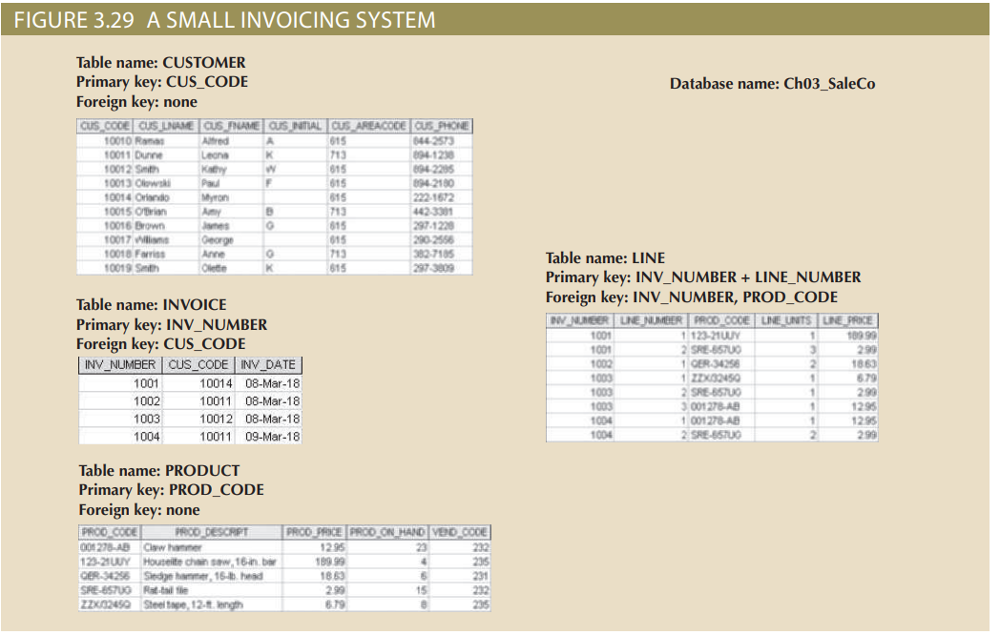 FIGURE 3.29 A SMALL INVOICING SYSTEM
Table name: CUSTOMER
Primary key: CUS_CODE
Foreign key: none
Database name: Ch03_SaleCo
CUS_CODE CUS_LNAME CUS_FNAME CUS_INITIAL CUS_AREACODE CUS_PHONE
10010 Ramas Alfred A 615 844-2573
10011 Dunne Leona K 713 894-1238
10012 Smith Kathy W 615 894-2285
10013 Olowski Paul F 615 894-2180
10014 Orlando Myron 615 222-1672
10015 O'Brian Amy B 713 442-3381
10016 Brown James G 615 297-1228
10017 Williams George 615 290-2556
10018 Farriss Anne G 713 382-7185
10019 Smith Olette K 615 297-3809
Table name: LINE
Primary key: INV_NUMBER + LINE_NUMBER
Foreign key: INV_NUMBER, PROD_CODE
INV_NUMBER LINE_NUMBER PROD_CODE LINE_UNITS LINE_PRICE
1001 1 123-21UUY 1 189.99
1001 2 SRE-657UG 3 2.99
1002 1 QER-34256 2 18.63
1003 1 ZZX/3245Q 1 6.79
1003 2 SRE-657UG 1 2.99
1003 3 001278-AB 1 12.95
1004 1 001278-AB 1 12.95
1004 2 SRE-657UG 2 2.99
Table name: INVOICE
Primary key: INV_NUMBER
Foreign key: CUS_CODE
INV_NUMBER CUS_CODE INV_DATE
1001 10014 08-Mar-18
1002 10011 08-Mar-18
1003 10012 08-Mar-18
1004 10011 09-Mar-18
Table name: PRODUCT
Primary key: PROD_CODE
Foreign key: none
PROD_CODE PROD_DESCRIPT PROD_PRICE PROD_ON_HAND VEND_CODE
001278-AB Claw hammer 12.95 23 232
123-21UUY Houselite chain saw, 16-in. bar 189.99 4 235
QER-34256 Sledge hammer, 16-lb. head 18.63 6 231
SRE-657UG Rat-tail file 2.99 15 232
ZZX/3245Q Steel tape, 12-ft. length 6.79 8 235